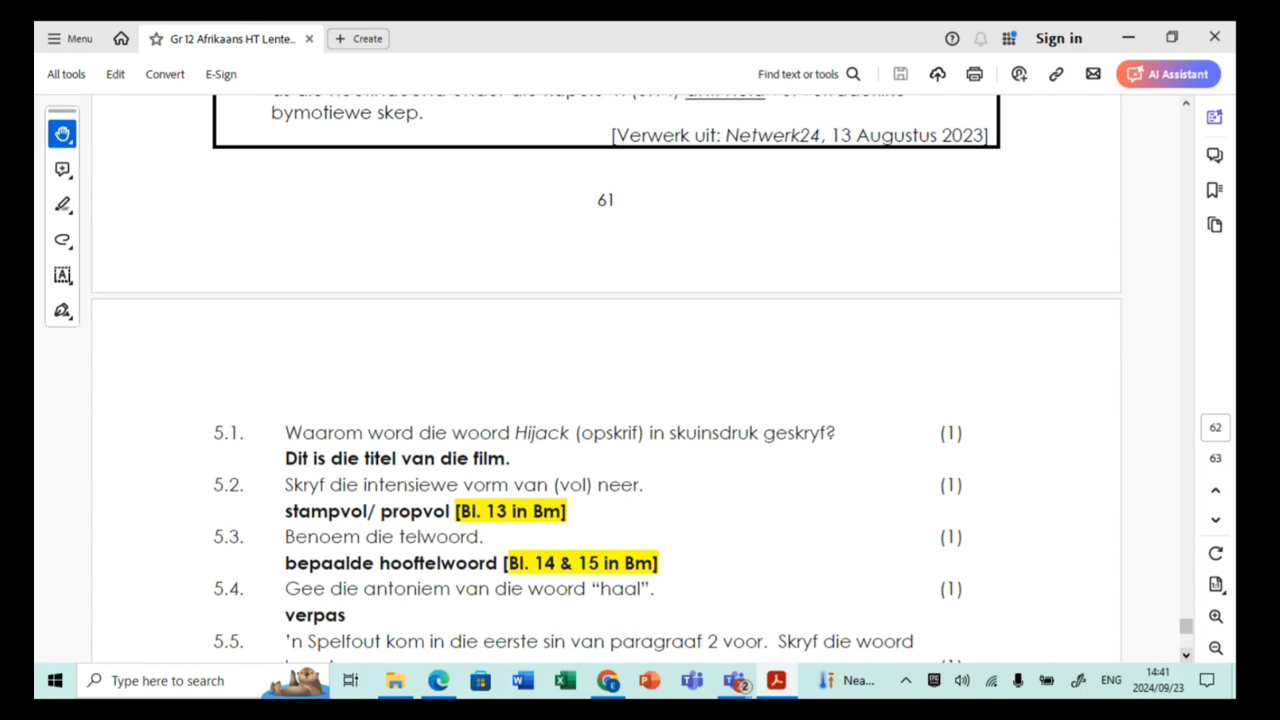 Menu
Gr 12 Afrikaans HT Lente...
+ Create
Sign in
All tools
Edit
Convert
E-Sign
Find text or tools
AI Assistant
bymotiewe skep.
[Verwerk uit: Netwerk24, 13 Augustus 2023]
61
5.1. Waarom word die woord Hijack (opskrif) in skuinsdruk geskryf? (1)
Dit is die titel van die film.
5.2. Skryf die intensiewe vorm van (vol) neer. (1)
stampvol/ propvol [Bl. 13 in Bm]
5.3. Benoem die telwoord. (1)
bepaalde hooftelwoord [Bl. 14 & 15 in Bm]
5.4. Gee die antoniem van die woord “haal”. (1)
verpas
5.5. 'n Spelfout kom in die eerste sin van paragraaf 2 voor. Skryf die woord
62
63
Type here to search
Nea...
ENG
14:41
2024/09/23